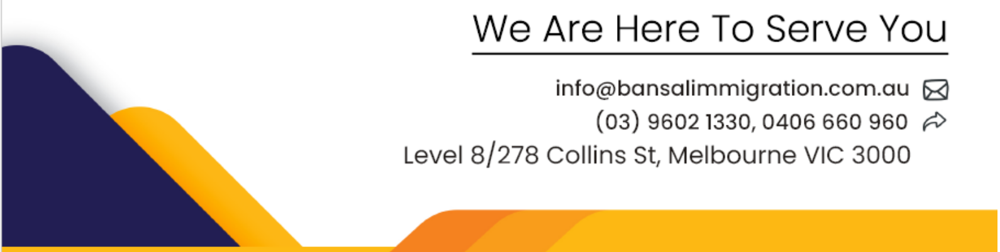 We Are Here To Serve You
info@bansalimmigration.com.au
(03) 9602 1330, 0406 660 960
Level 8/278 Collins St, Melbourne VIC 3000